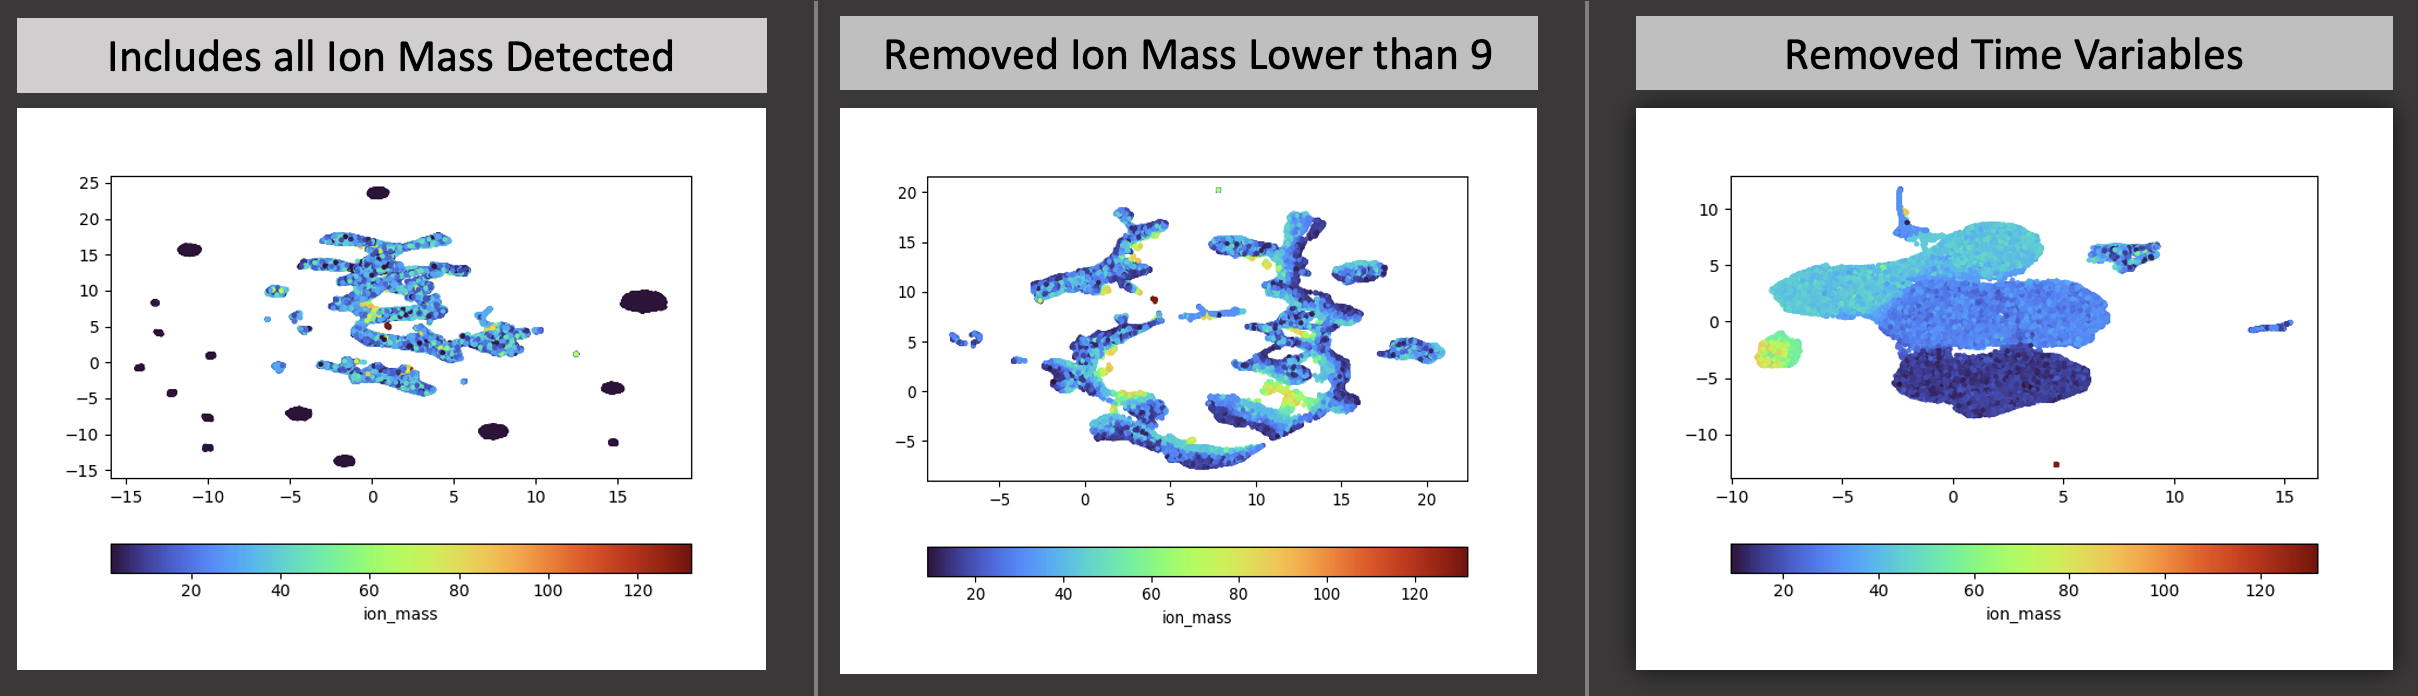 Includes all Ion Mass Detected
25
20
15
10
5
0
−5
−10
−15
−15 −10 −5 0 5 10 15
20 40 60 80 100 120
ion_mass
Removed Ion Mass Lower than 9
20
15
10
5
0
−5
−5 0 5 10 15 20
20 40 60 80 100 120
ion_mass
Removed Time Variables
10
5
0
−5
−10
−10 −5 0 5 10 15
20 40 60 80 100 120
ion_mass